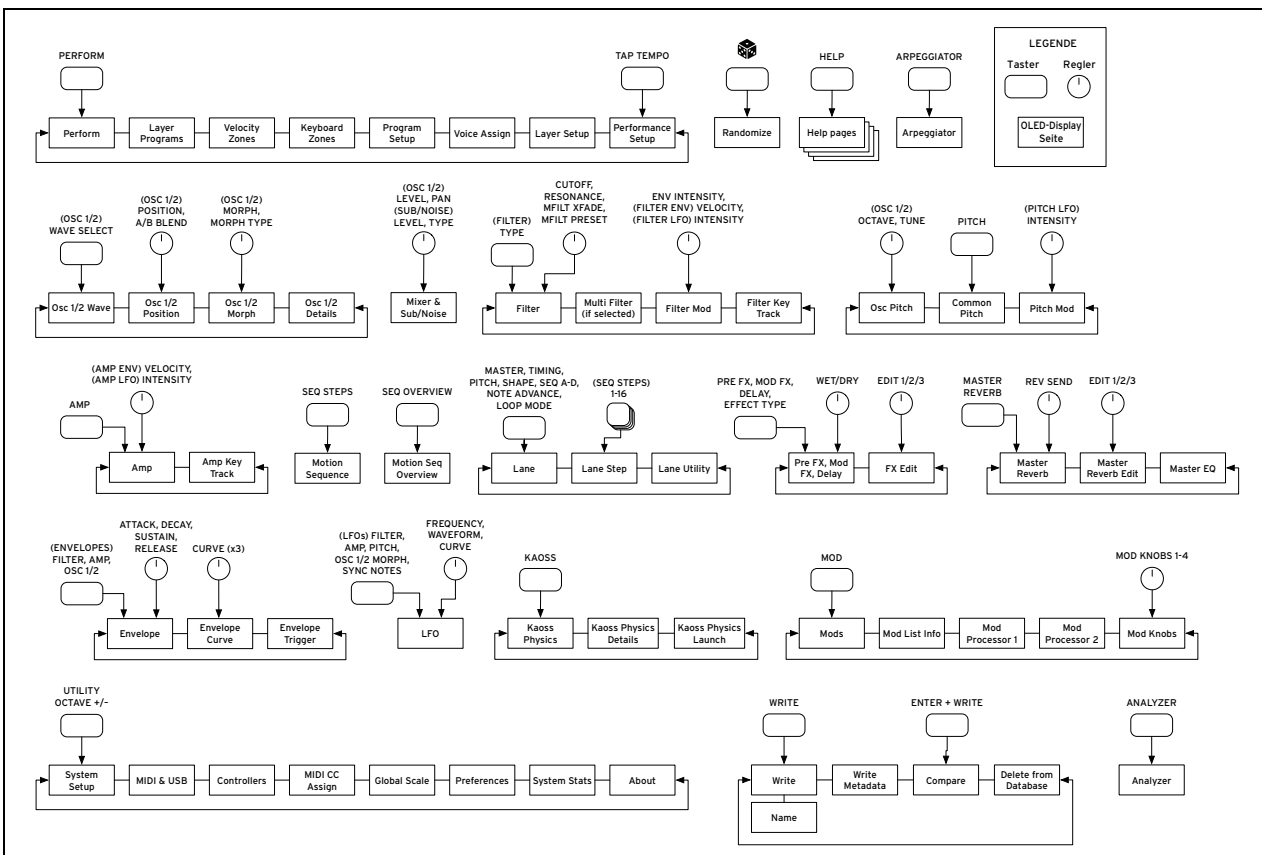 PERFORM
TAP TEMPO
HELP
ARPEGGIATOR
LEGENDE
Taster
Regler
OLED-Display
Seite
Perform
Layer
Programs
Velocity
Zones
Keyboard
Zones
Program
Setup
Voice Assign
Layer Setup
Performance
Setup
Randomize
Help pages
Arpeggiator
(OSC 1/2)
WAVE SELECT
(OSC 1/2)
POSITION,
A/B BLEND
(OSC 1/2)
MORPH,
MORPH TYPE
(OSC 1/2)
LEVEL, PAN
(SUB/NOISE)
LEVEL, TYPE
(FILTER)
TYPE
CUTOFF,
RESONANCE,
MFILT XFADE,
MFILT PRESET
ENV INTENSITY,
(FILTER ENV) VELOCITY,
(FILTER LFO) INTENSITY
(OSC 1/2)
OCTAVE, TUNE
PITCH
(PITCH LFO)
INTENSITY
Osc 1/2 Wave
Osc 1/2
Position
Osc 1/2
Morph
Osc 1/2
Details
Mixer &
Sub/Noise
Filter
Multi Filter
(if selected)
Filter Mod
Filter Key
Track
Osc Pitch
Common
Pitch
Pitch Mod
AMP
(AMP ENV) VELOCITY,
(AMP LFO) INTENSITY
SEQ STEPS
SEQ OVERVIEW
MASTER, TIMING,
PITCH, SHAPE, SEQ A-D,
NOTE ADVANCE,
LOOP MODE
(SEQ STEPS)
1-16
PRE FX, MOD FX,
DELAY,
EFFECT TYPE
WET/DRY
EDIT 1/2/3
MASTER
REVERB
REV SEND
EDIT 1/2/3
Amp
Amp Key
Track
Motion
Sequence
Motion Seq
Overview
Lane
Lane Step
Lane Utility
Pre FX, Mod
FX, Delay
FX Edit
Master
Reverb
Master
Reverb Edit
Master EQ
(ENVELOPES)
FILTER, AMP,
OSC 1/2
ATTACK, DECAY,
SUSTAIN,
RELEASE
CURVE (x3)
(LFOs) FILTER,
AMP, PITCH,
OSC 1/2 MORPH,
SYNC NOTES
FREQUENCY,
WAVEFORM,
CURVE
KAOSS
MOD
MOD KNOBS 1-4
Envelope
Envelope
Curve
Envelope
Trigger
LFO
Kaoss
Physics
Kaoss Physics
Details
Kaoss Physics
Launch
Mods
Mod List Info
Mod
Processor 1
Mod
Processor 2
Mod Knobs
UTILITY
OCTAVE +/–
WRITE
ENTER + WRITE
ANALYZER
System
Setup
MIDI & USB
Controllers
MIDI CC
Assign
Global Scale
Preferences
System Stats
About
Write
Name
Write
Metadata
Compare
Delete from
Database
Analyzer